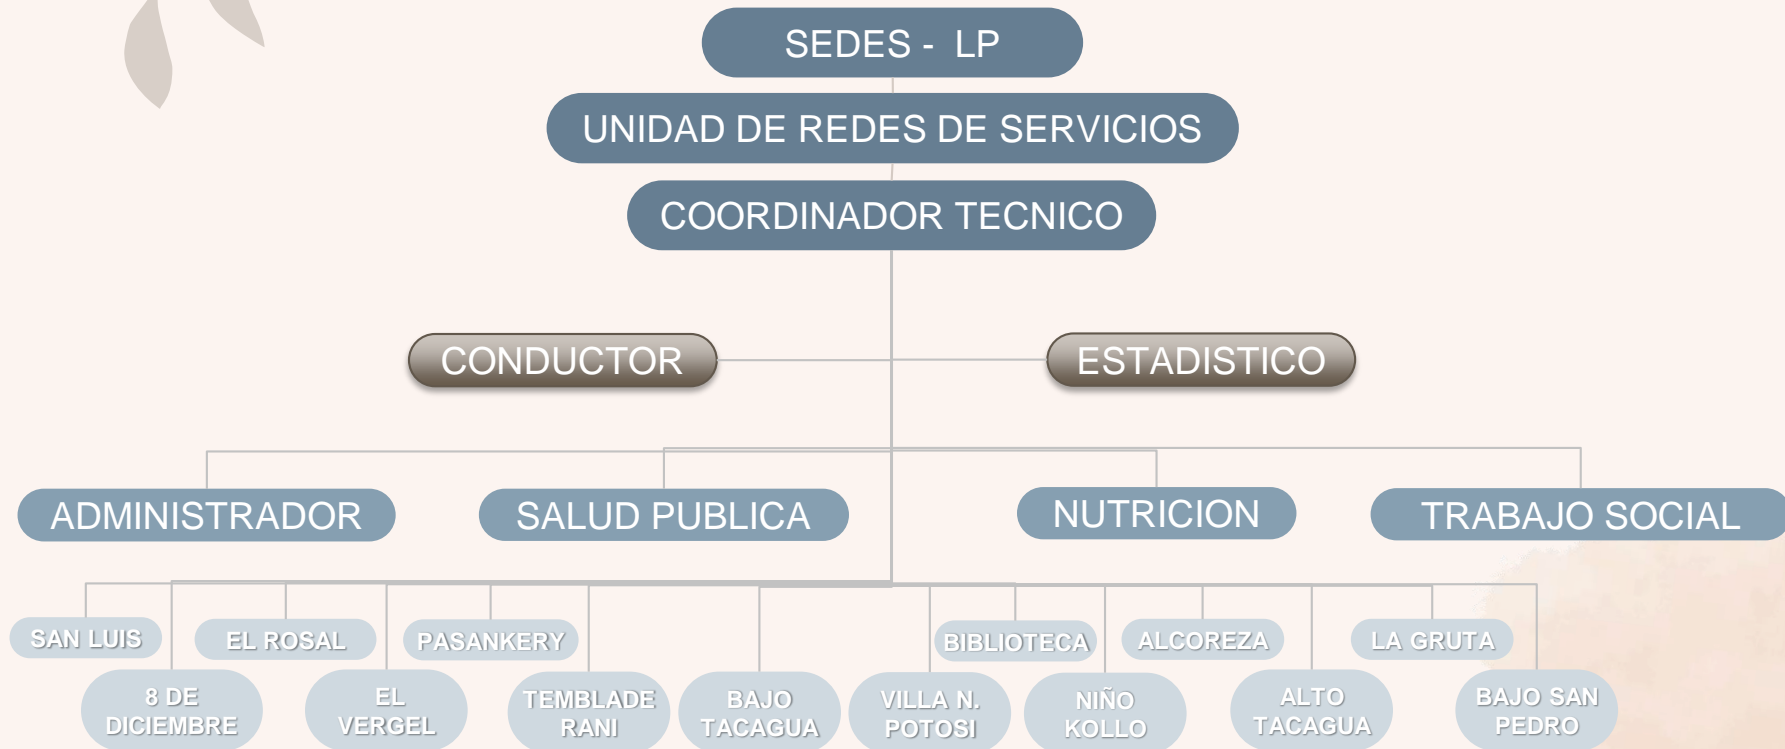 SEDES - LP
UNIDAD DE REDES DE SERVICIOS
COORDINADOR TECNICO
CONDUCTOR
ESTADISTICO
ADMINISTRADOR
SALUD PUBLICA
NUTRICION
TRABAJO SOCIAL
SAN LUIS
EL ROSAL
PASANKERY
BIBLIOTECA
ALCOREZA
LA GRUTA
8 DE
DICIEMBRE
EL
VERGEL
TEMBLADE
RANI
BAJO
TACAGUA
VILLA N.
POTOSI
NIÑO
KOLLO
ALTO
TACAGUA
BAJO SAN
PEDRO